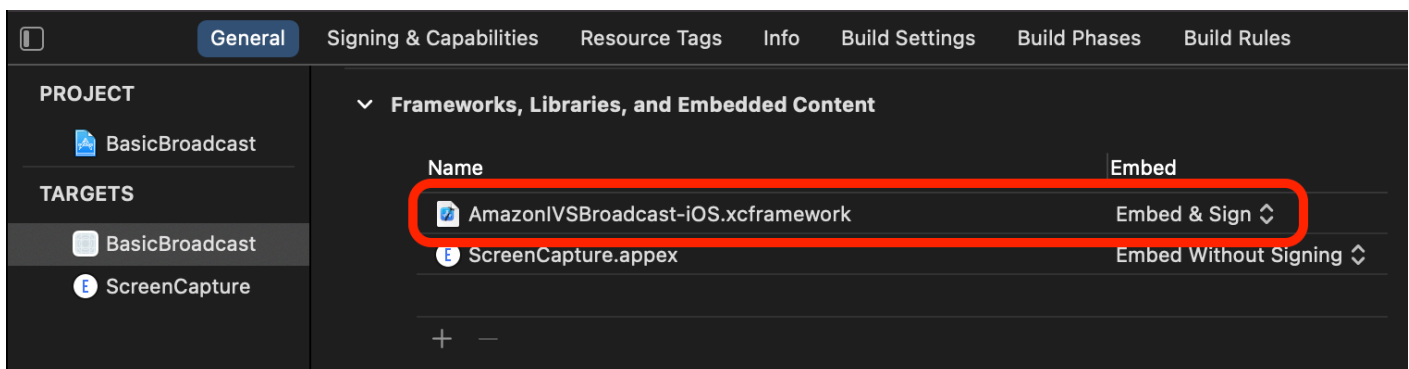 General Signing & Capabilities Resource Tags Info Build Settings Build Phases Build Rules
PROJECT
BasicBroadcast
TARGETS
BasicBroadcast
ScreenCapture
Frameworks, Libraries, and Embedded Content
Name Embed
AmazonIVSBroadcast-iOS.xcframework Embed & Sign
E ScreenCapture.appex Embed Without Signing